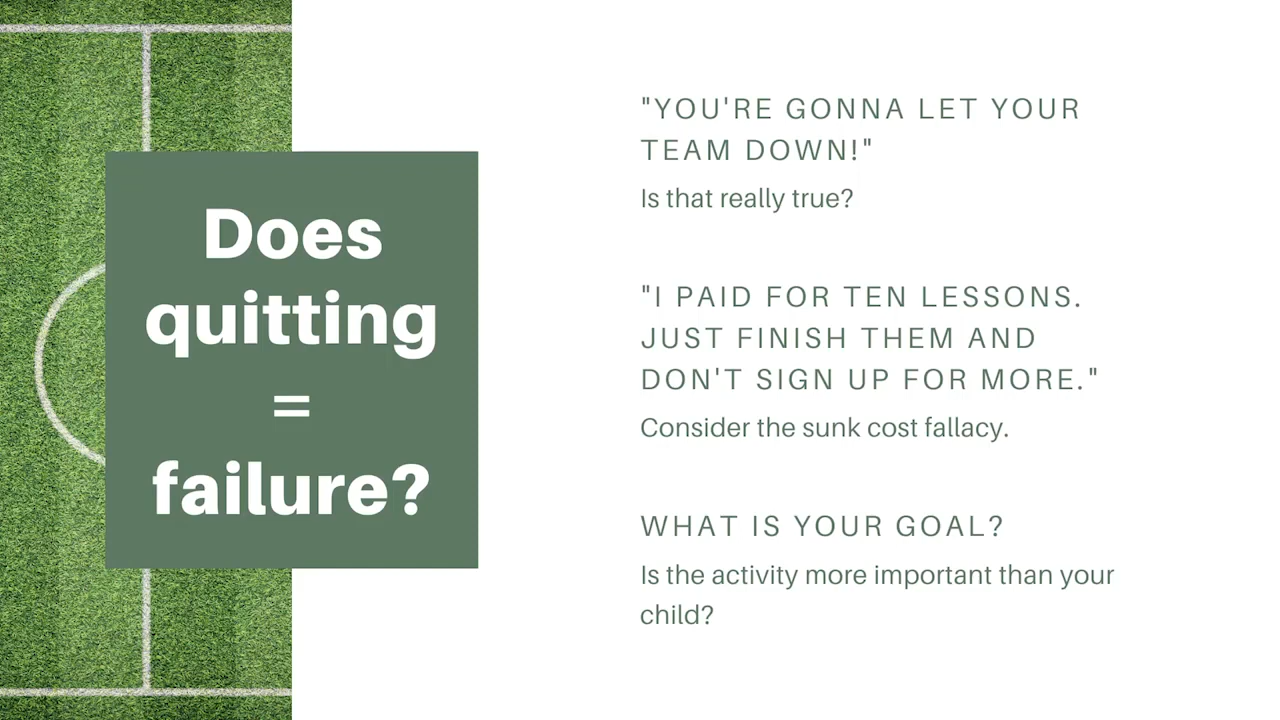 Does
quitting
=
failure?
"YOU'RE GONNA LET YOUR
TEAM DOWN!"
Is that really true?
"I PAID FOR TEN LESSONS.
JUST FINISH THEM AND
DON'T SIGN UP FOR MORE."
Consider the sunk cost fallacy.
WHAT IS YOUR GOAL?
Is the activity more important than your
child?